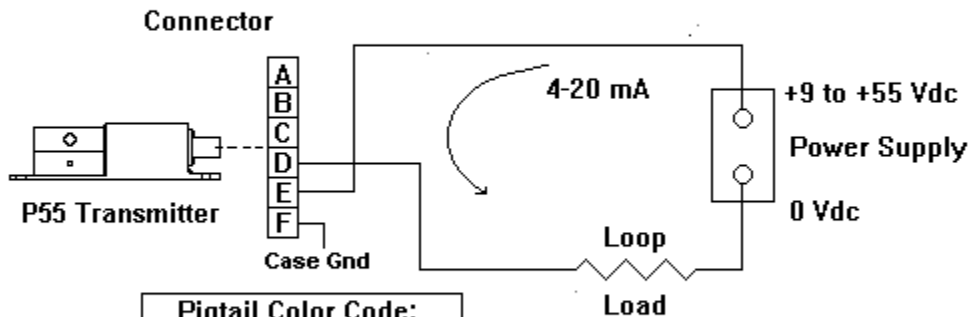 Connector
A
B
C
D
E
F
4-20 mA
+9 to +55 Vdc
Power Supply
0 Vdc
P55 Transmitter
Case Gnd
Loop
Load
Pigtail Color Code: